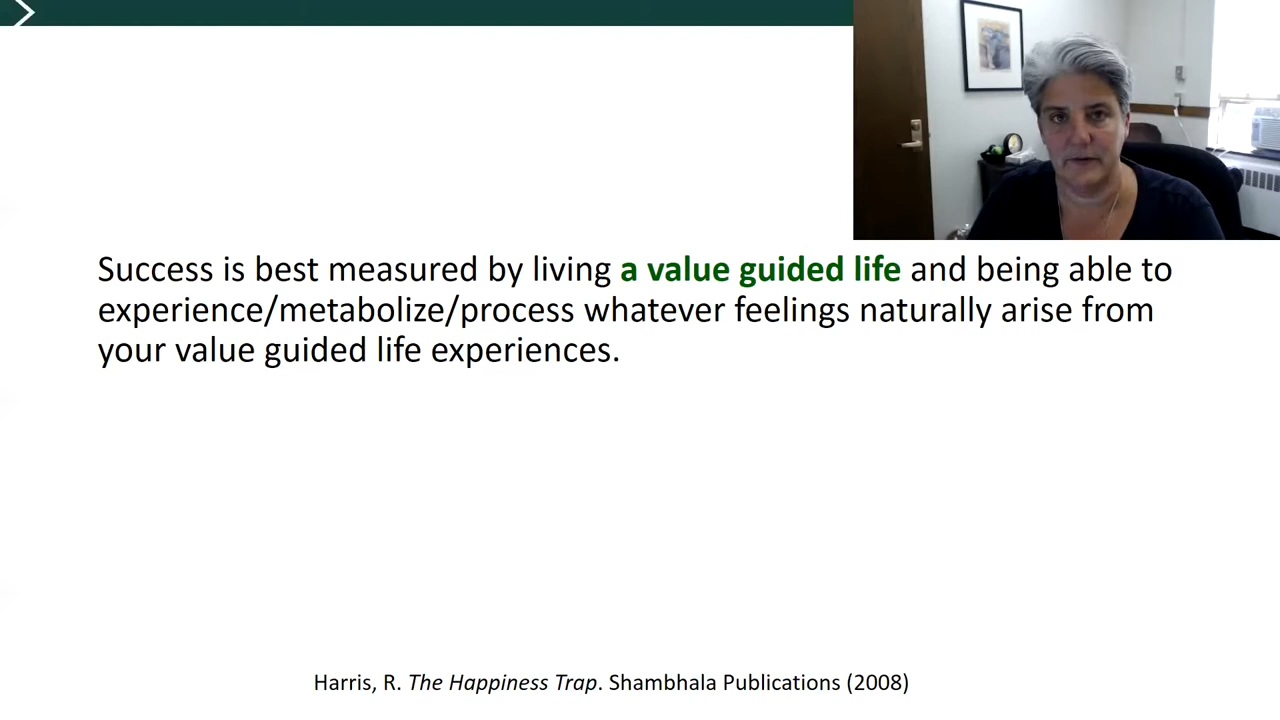 Success is best measured by living a value guided life and being able to
experience/metabolize/process whatever feelings naturally arise from
your value guided life experiences.
Harris, R. The Happiness Trap. Shambhala Publications (2008)